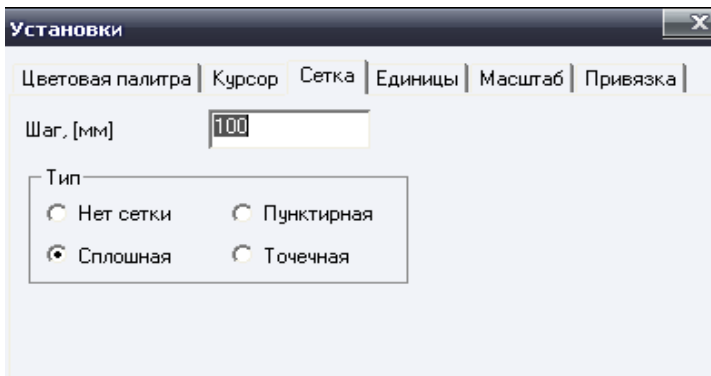 Установки
Цветовая палитра Курсор Сетка Единицы Масштаб Привязка
Шаг, [мм] 100
Тип
Нет сетки Пунктирная
Сплошная Точечная